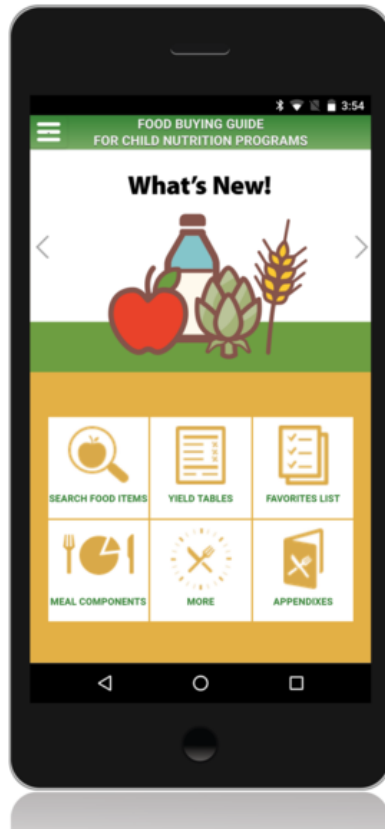 3:54
FOOD BUYING GUIDE
FOR CHILD NUTRITION PROGRAMS
What's New!
SEARCH FOOD ITEMS
YIELD TABLES
FAVORITES LIST
MEAL COMPONENTS
MORE
APPENDIXES